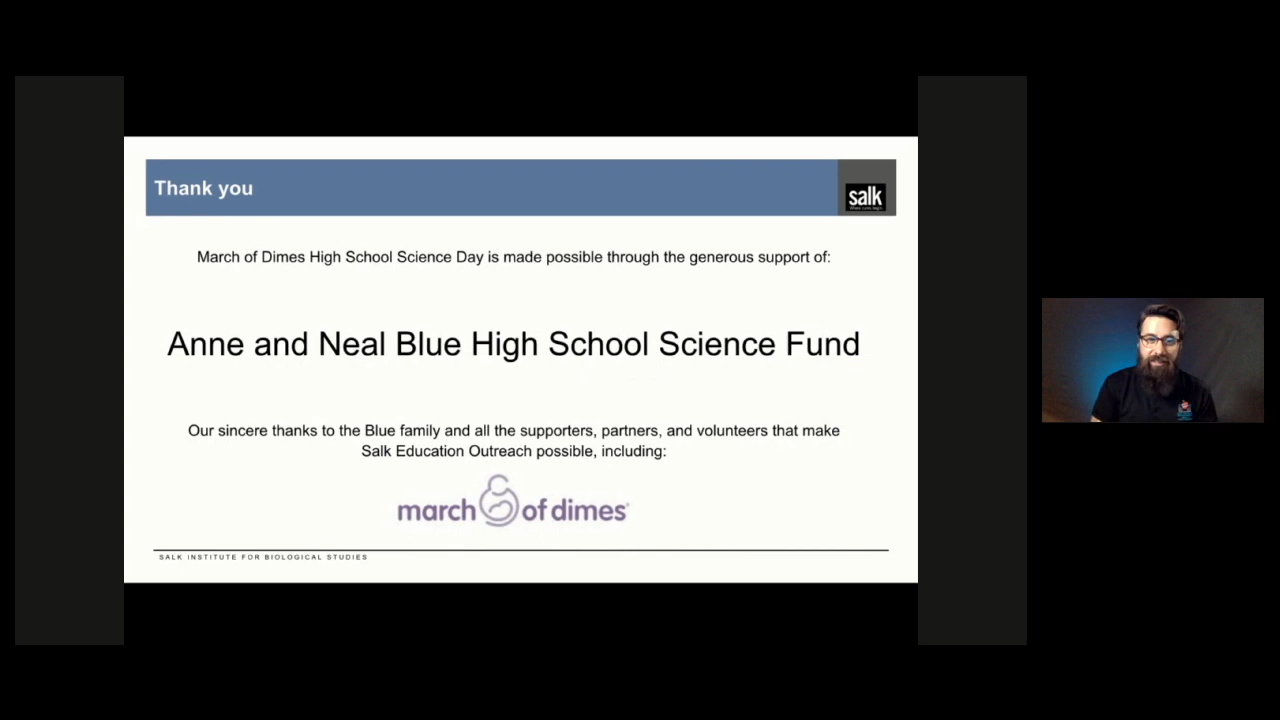 Thank you
salk
March of Dimes High School Science Day is made possible through the generous support of:
Anne and Neal Blue High School Science Fund
Our sincere thanks to the Blue family and all the supporters, partners, and volunteers that make
Salk Education Outreach possible, including:
march of dimes
SALK INSTITUTE FOR BIOLOGICAL STUDIES